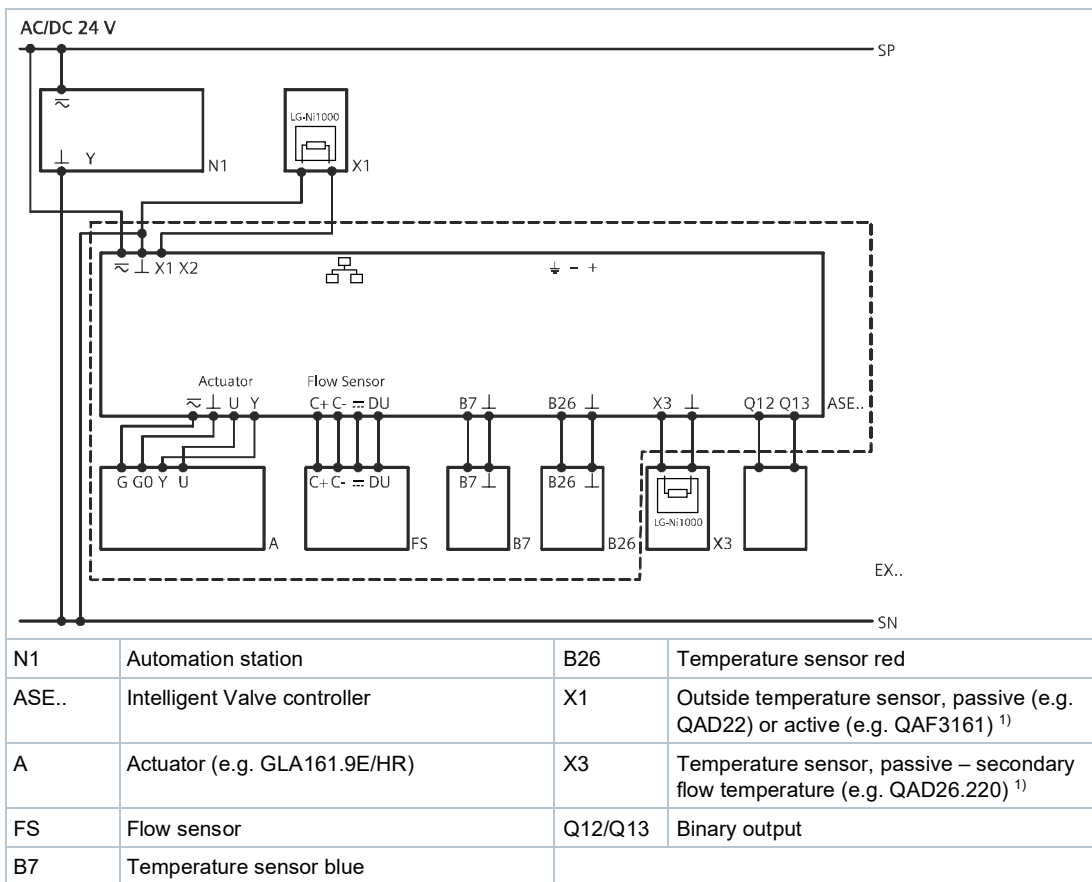 AC/DC 24 V
SP
LG-Ni1000
⏦ ⊥ Y N1 X1
⏦ ⊥ X1 X2 ⏚ - +
Actuator Flow Sensor
⏦ ⊥ U Y C+ C- ⎓ DU B7 ⊥ B26 ⊥ X3 ⊥ Q12 Q13 ASE..
G G0 Y U C+ C- ⎓ DU B7 ⊥ B26 ⊥
LG-Ni1000
A FS B7 B26 X3
EX..
SN
N1 Automation station B26 Temperature sensor red
ASE.. Intelligent Valve controller X1 Outside temperature sensor, passive (e.g.
QAD22) or active (e.g. QAF3161) 1)
A Actuator (e.g. GLA161.9E/HR) X3 Temperature sensor, passive – secondary
flow temperature (e.g. QAD26.220) 1)
FS Flow sensor Q12/Q13 Binary output
B7 Temperature sensor blue